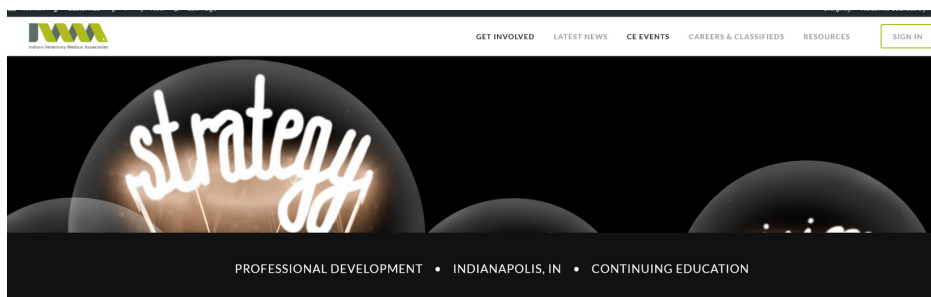 Indiana Veterinary Medical Association
GET INVOLVED LATEST NEWS CE EVENTS CAREERS & CLASSIFIEDS RESOURCES SIGN IN
strategy
PROFESSIONAL DEVELOPMENT • INDIANAPOLIS, IN • CONTINUING EDUCATION